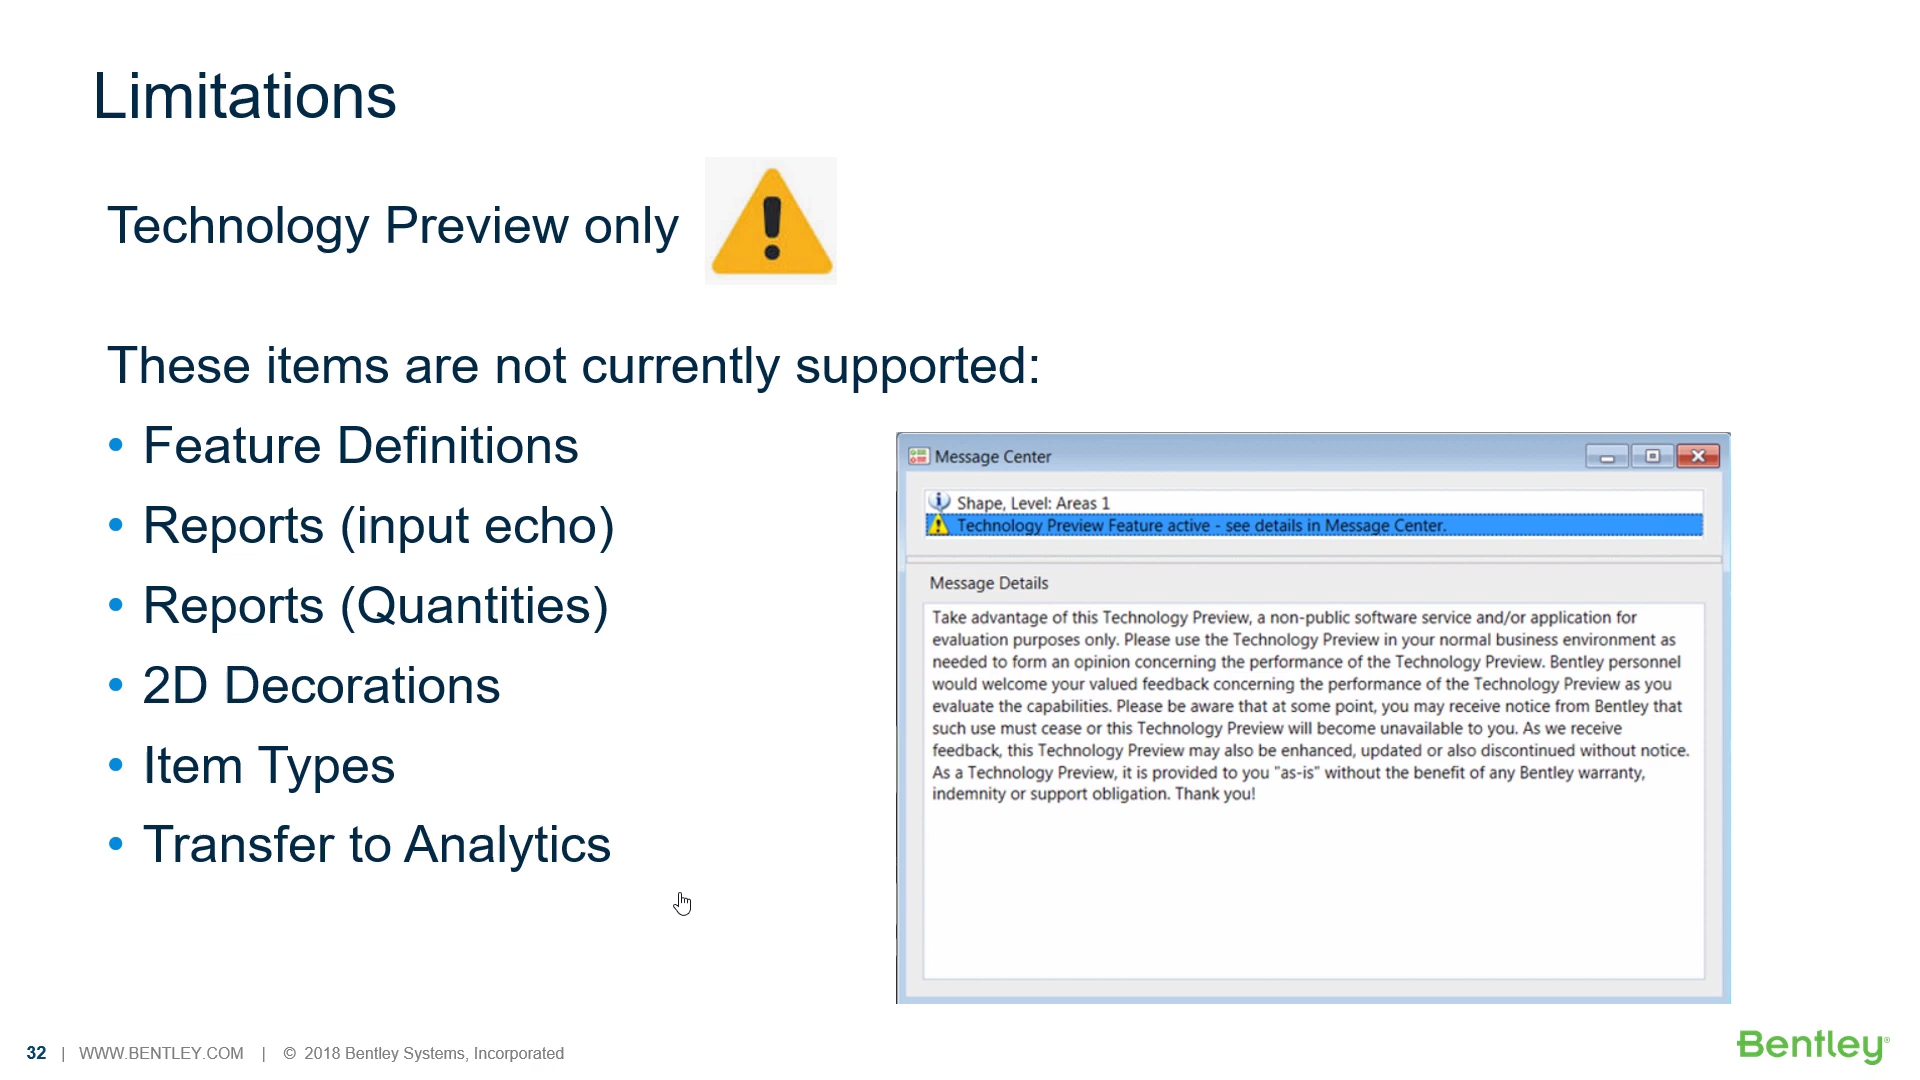 Limitations
Technology Preview only
These items are not currently supported:
• Feature Definitions
• Reports (input echo)
• Reports (Quantities)
• 2D Decorations
• Item Types
• Transfer to Analytics
Message Center
Shape, Level: Areas 1
Technology Preview Feature active - see details in Message Center.
Message Details
Take advantage of this Technology Preview, a non-public software service and/or application for
evaluation purposes only. Please use the Technology Preview in your normal business environment as
needed to form an opinion concerning the performance of the Technology Preview. Bentley personnel
would welcome your valued feedback concerning the performance of the Technology Preview as you
evaluate the capabilities. Please be aware that at some point, you may receive notice from Bentley that
such use must cease or this Technology Preview will become unavailable to you. As we receive
feedback, this Technology Preview may also be enhanced, updated or also discontinued without notice.
As a Technology Preview, it is provided to you "as-is" without the benefit of any Bentley warranty,
indemnity or support obligation. Thank you!
32 | WWW.BENTLEY.COM | © 2018 Bentley Systems, Incorporated
Bentley®